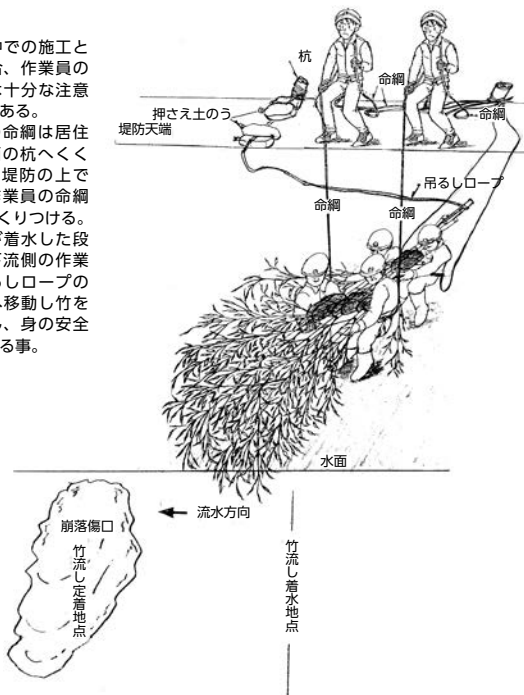 中での施工と
合、作業員の
は十分な注意
である。
命綱は居住
の杭へくく
堤防の上で
業員の命綱
くりつける。
着水した段
流側の作業
るしロープの
へ移動し竹を
、身の安全
る事。
杭
命綱
命綱
押さえ土のう
堤防天端
吊るしロープ
命綱
命綱
水面
流水方向
崩落傷口
竹流し定着地点
竹流し着水地点